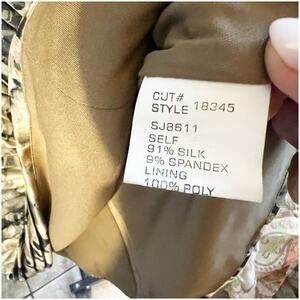 CUT#
STYLE 18345
SJ8611
SELF
91% SILK
9% SPANDEX
LINING
100% POLY